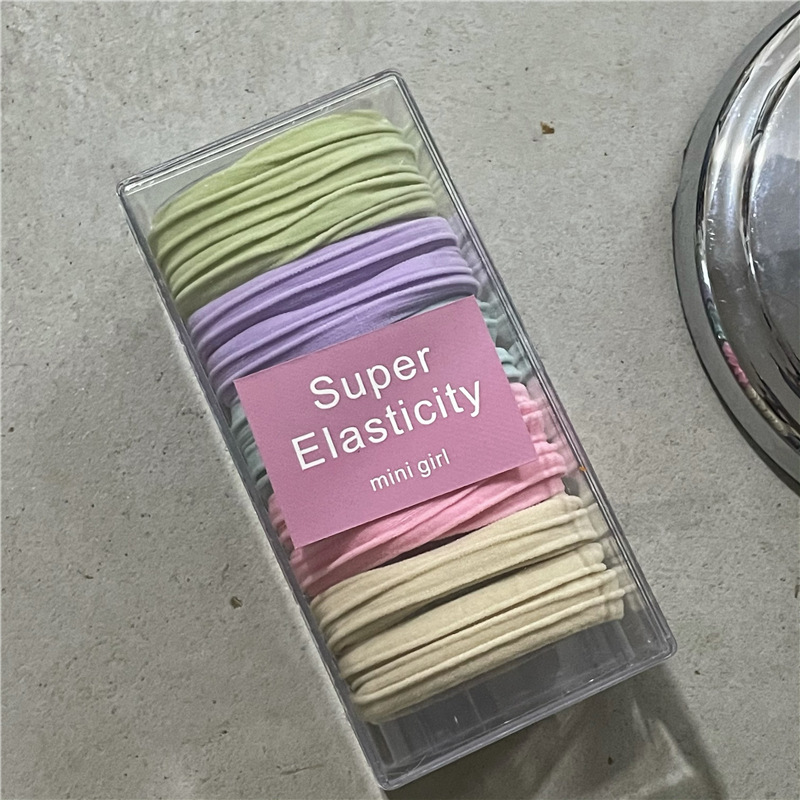 Super
Elasticity
mini girl